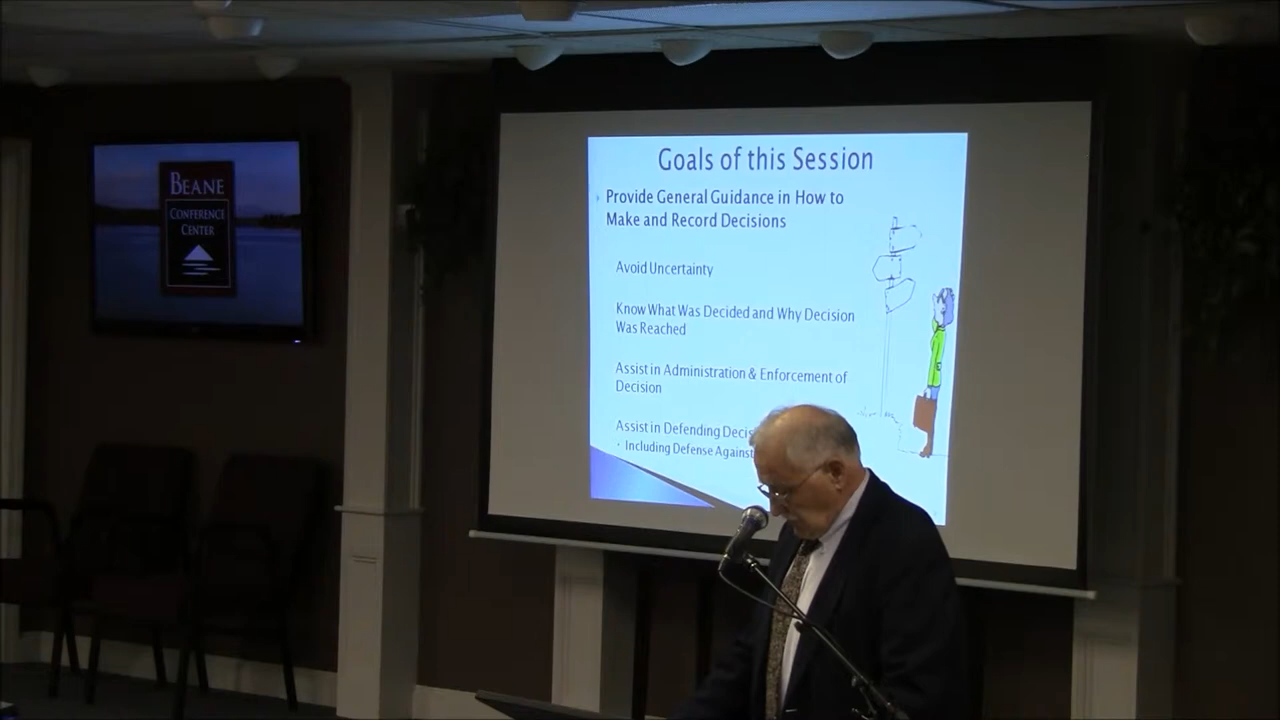 BEANE
CONFERENCE
CENTER
Goals of this Session
Provide General Guidance in How to
Make and Record Decisions
Avoid Uncertainty
Know What Was Decided and Why Decision
Was Reached
Assist in Administration & Enforcement of
Decision
Assist in Defending
Including Defense Against